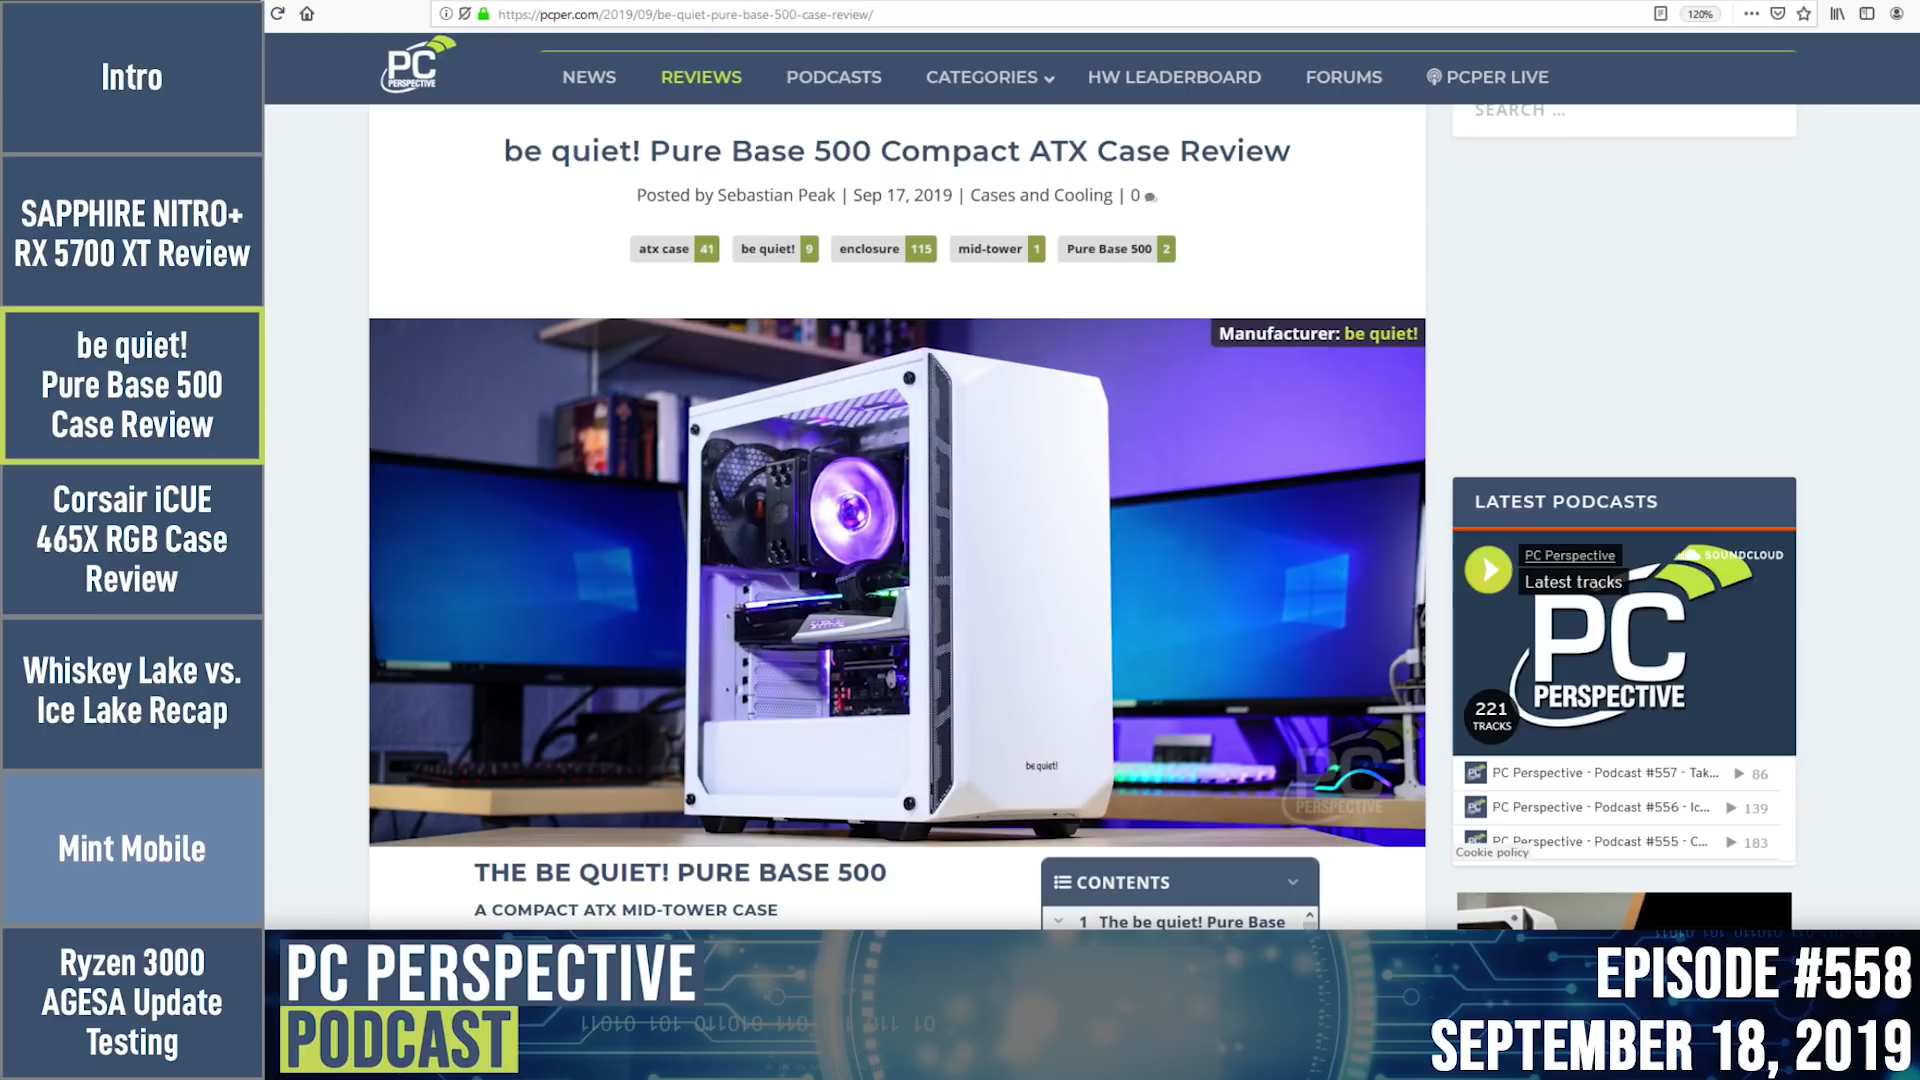 Intro
SAPPHIRE NITRO+
RX 5700 XT Review
be quiet!
Pure Base 500
Case Review
Corsair iCUE
465X RGB Case
Review
Whiskey Lake vs.
Ice Lake Recap
Mint Mobile
Ryzen 3000
AGESA Update
Testing
https://pcper.com/2019/09/be-quiet-pure-base-500-case-review/
120%
PC
PERSPECTIVE
NEWS
REVIEWS
PODCASTS
CATEGORIES
HW LEADERBOARD
FORUMS
PCPER LIVE
SEARCH ...
be quiet! Pure Base 500 Compact ATX Case Review
Posted by Sebastian Peak | Sep 17, 2019 | Cases and Cooling | 0
atx case 41
be quiet! 9
enclosure 115
mid-tower 1
Pure Base 500 2
Manufacturer: be quiet!
SAPPHIRE
be quiet!
PC
PERSPECTIVE
THE BE QUIET! PURE BASE 500
A COMPACT ATX MID-TOWER CASE
CONTENTS
1 The be quiet! Pure Base
LATEST PODCASTS
PC Perspective
SOUNDCLOUD
Latest tracks
PC
PERSPECTIVE
221
TRACKS
PC Perspective - Podcast #557 - Tak... 86
PC Perspective - Podcast #556 - Ic... 139
PC Perspective - Podcast #555 - C... 183
Cookie policy
PC PERSPECTIVE
PODCAST
EPISODE #558
SEPTEMBER 18, 2019